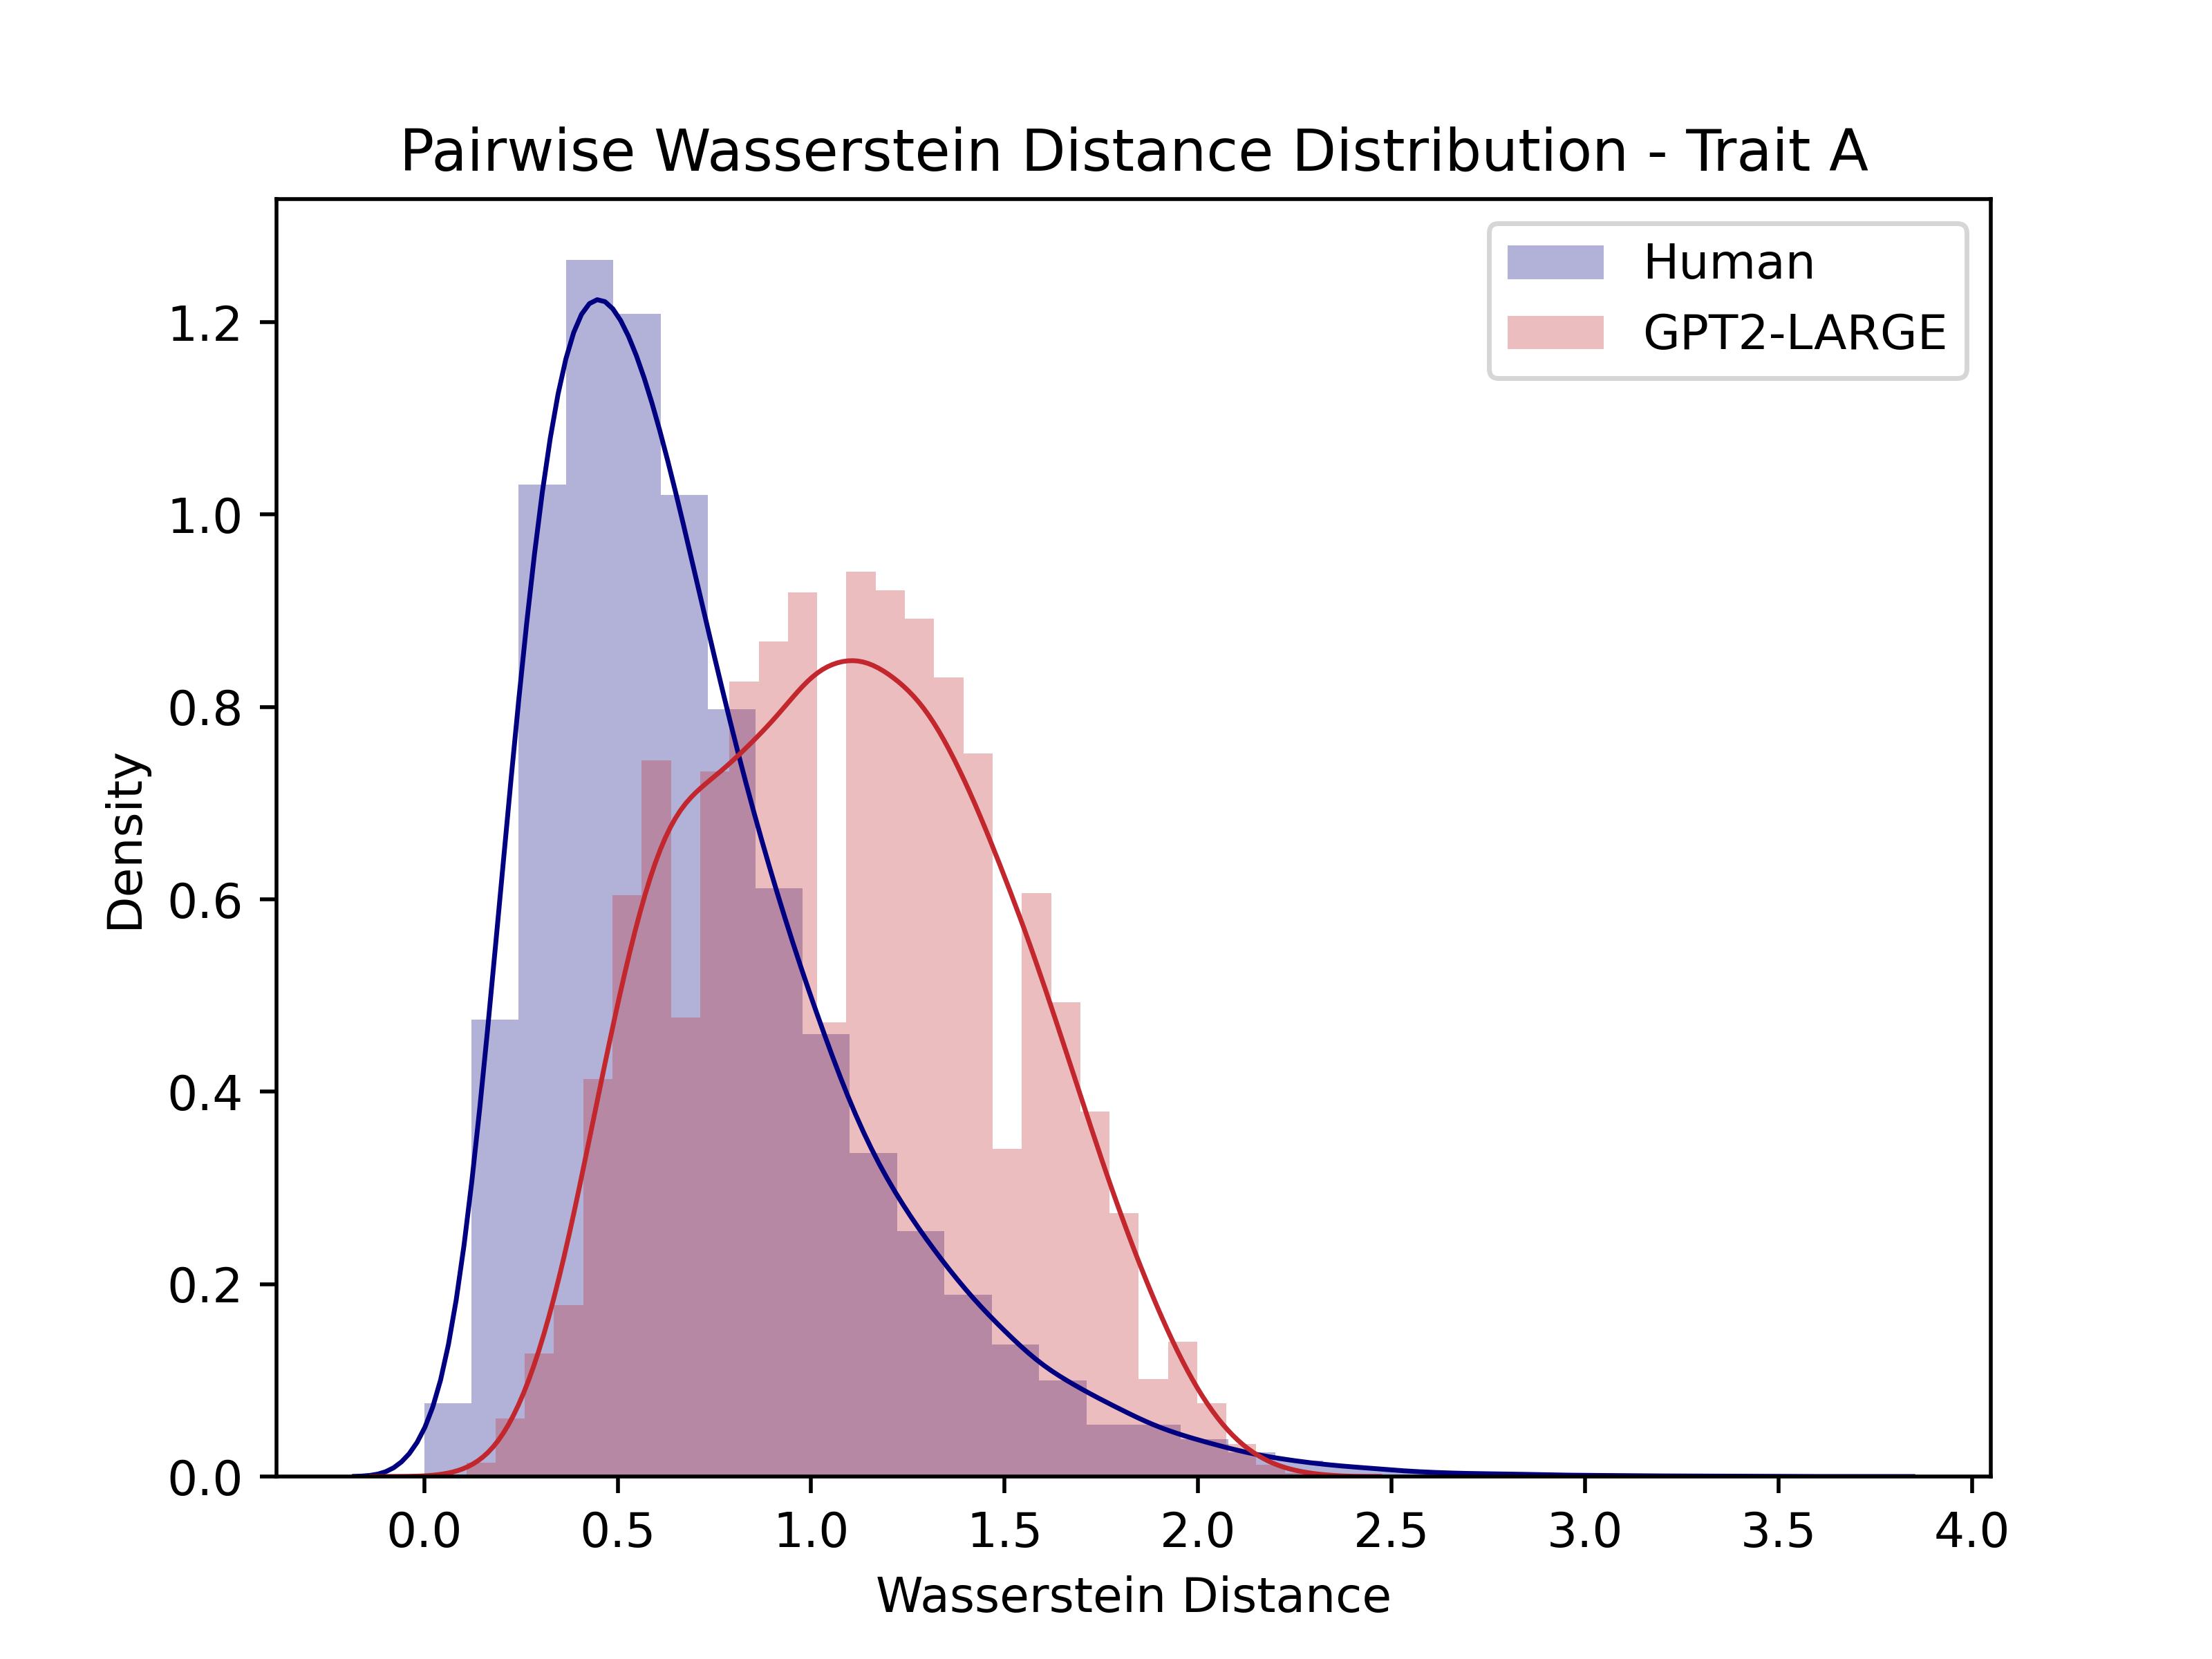 Pairwise Wasserstein Distance Distribution - Trait A
Human
GPT2-LARGE
1.2
1.0
0.8
0.6
0.4
0.2
0.0
Density
0.0 0.5 1.0 1.5 2.0 2.5 3.0 3.5 4.0
Wasserstein Distance